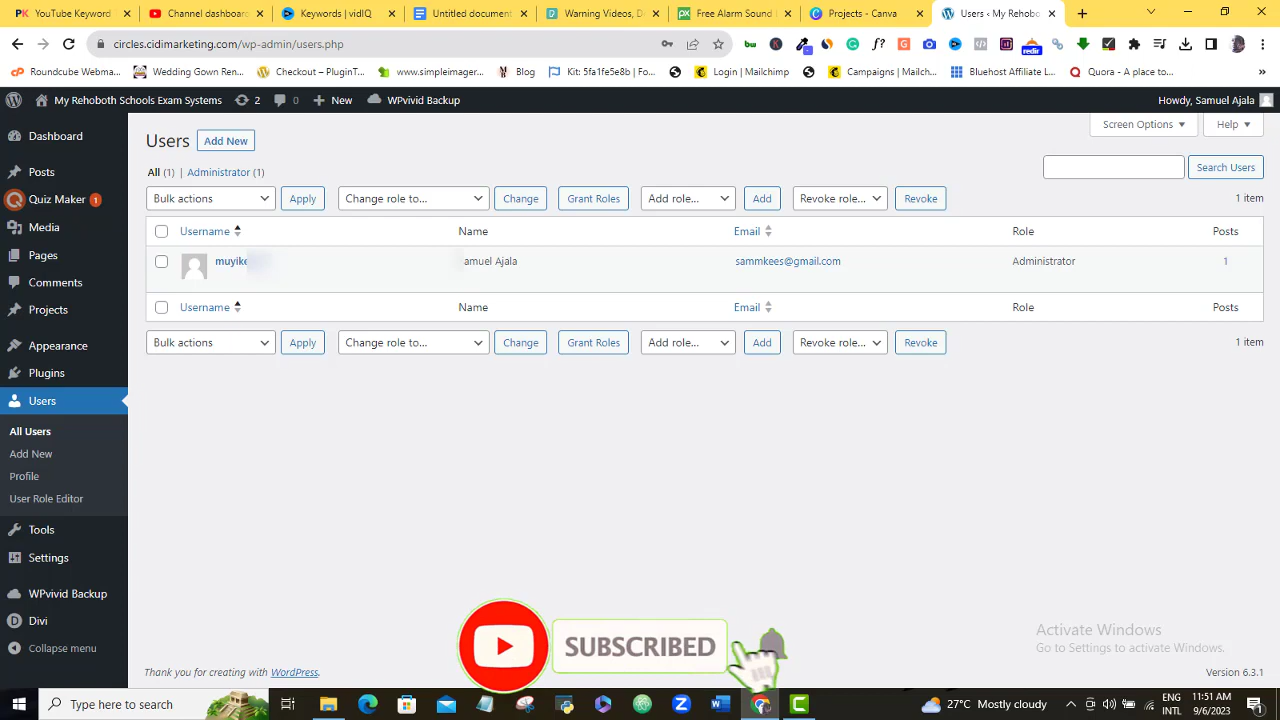 YouTube Keyword
Channel dashboard
Keywords | vidIQ
Untitled document
Warning Videos, D
Free Alarm Sound
Projects - Canva
Users ‹ My Rehobo
circles.cidimarketing.com/wp-admin/users.php
Roundcube Webma...
Wedding Gown Ren...
Checkout – PluginT...
www.simpleimager...
Blog
Kit: 5fa1fe5e8b | Fo...
Login | Mailchimp
Campaigns | Mailch...
Bluehost Affiliate L...
Quora - A place to...
My Rehoboth Schools Exam Systems
2
0
New
WPvivid Backup
Howdy, Samuel Ajala
Dashboard
Posts
Quiz Maker 1
Media
Pages
Comments
Projects
Appearance
Plugins
Users
All Users
Add New
Profile
User Role Editor
Tools
Settings
WPvivid Backup
Divi
Collapse menu
Users Add New
Screen Options Help
All (1) | Administrator (1)
Search Users
Bulk actions Apply Change role to... Change Grant Roles Add role... Add Revoke role... Revoke 1 item
Username Name Email Role Posts
muyike amuel Ajala sammkees@gmail.com Administrator 1
Username Name Email Role Posts
Bulk actions Apply Change role to... Change Grant Roles Add role... Add Revoke role... Revoke 1 item
SUBSCRIBED
Activate Windows
Go to Settings to activate Windows.
Thank you for creating with WordPress.
Version 6.3.1
Type here to search
27°C Mostly cloudy
ENG
INTL
11:51 AM
9/6/2023